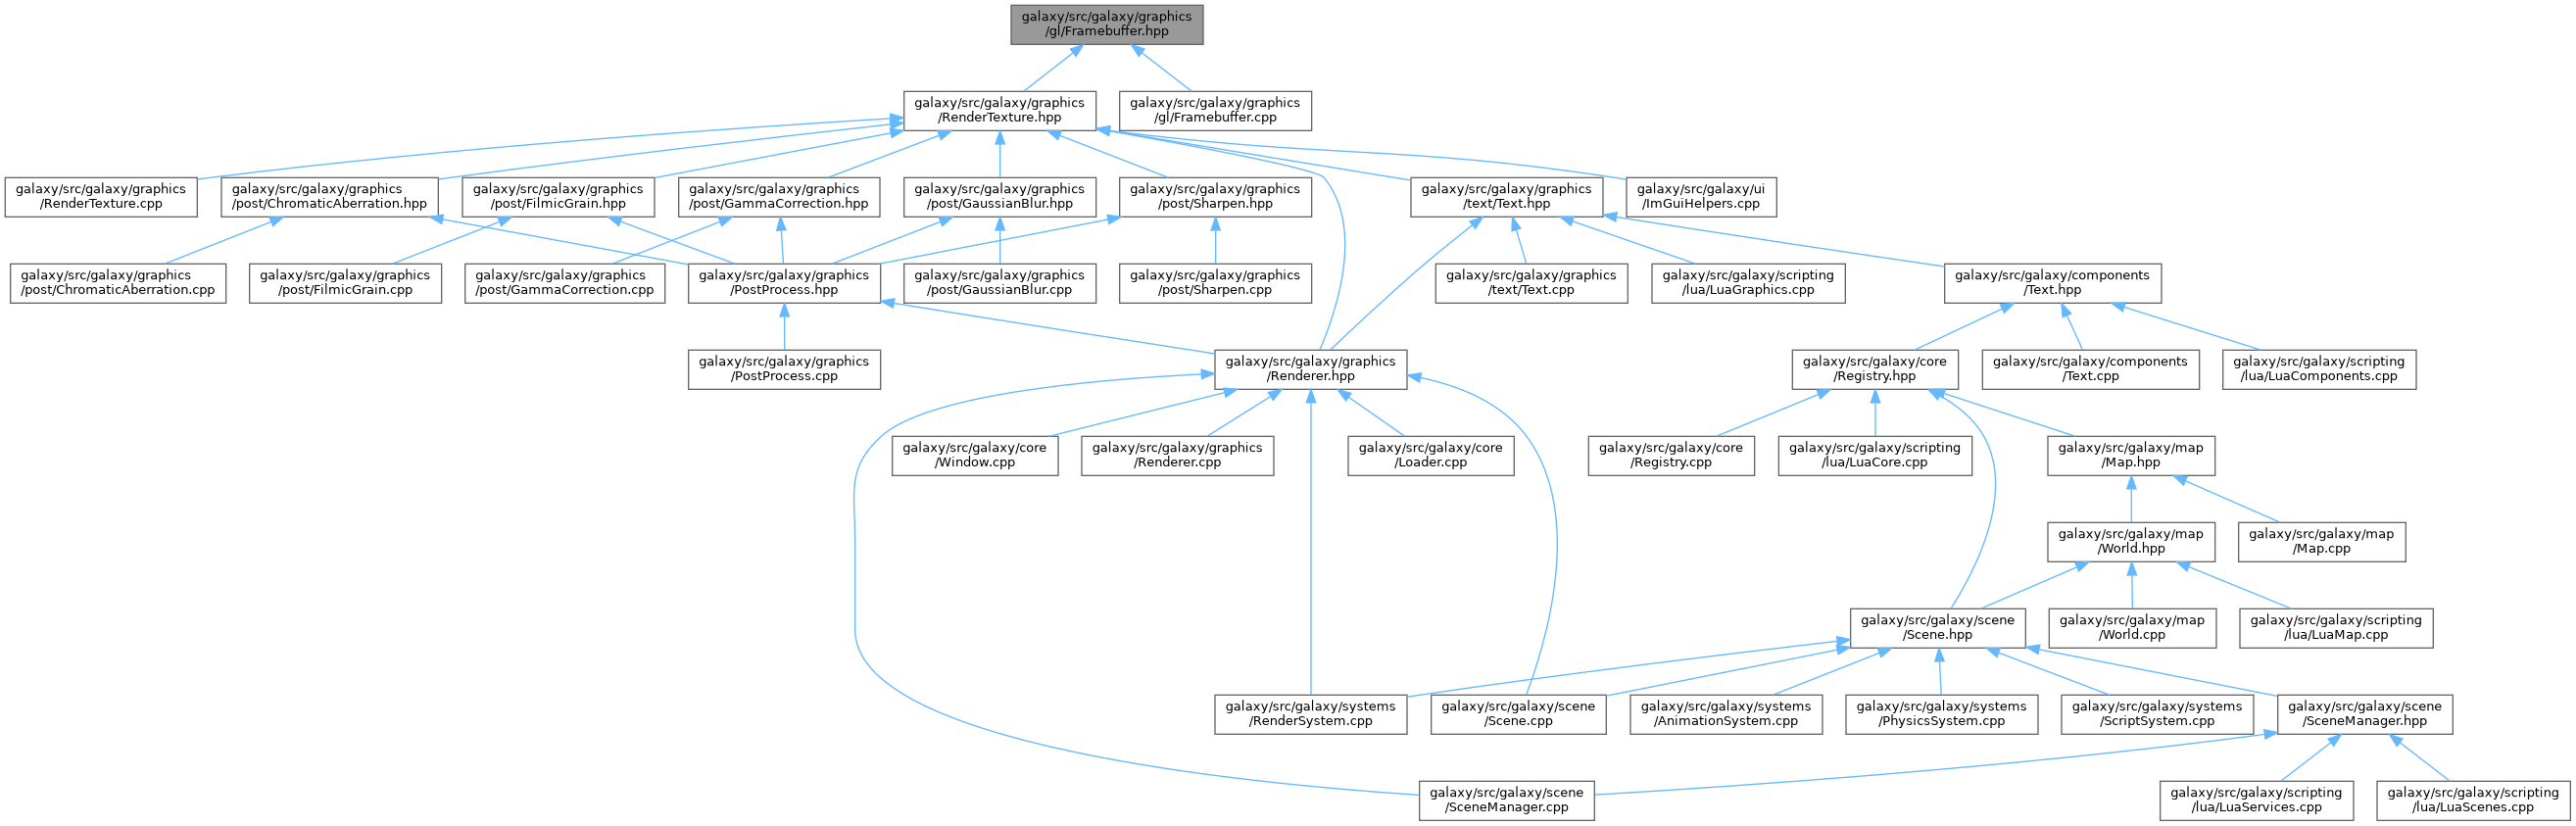 galaxy/src/galaxy/graphics
/gl/Framebuffer.hpp
galaxy/src/galaxy/graphics
/RenderTexture.hpp
galaxy/src/galaxy/graphics
/gl/Framebuffer.cpp
galaxy/src/galaxy/graphics
/RenderTexture.cpp
galaxy/src/galaxy/graphics
/post/ChromaticAberration.hpp
galaxy/src/galaxy/graphics
/post/FilmicGrain.hpp
galaxy/src/galaxy/graphics
/post/GammaCorrection.hpp
galaxy/src/galaxy/graphics
/post/GaussianBlur.hpp
galaxy/src/galaxy/graphics
/post/Sharpen.hpp
galaxy/src/galaxy/graphics
/text/Text.hpp
galaxy/src/galaxy/ui
/ImGuiHelpers.cpp
galaxy/src/galaxy/graphics
/post/ChromaticAberration.cpp
galaxy/src/galaxy/graphics
/post/FilmicGrain.cpp
galaxy/src/galaxy/graphics
/post/GammaCorrection.cpp
galaxy/src/galaxy/graphics
/PostProcess.hpp
galaxy/src/galaxy/graphics
/post/GaussianBlur.cpp
galaxy/src/galaxy/graphics
/post/Sharpen.cpp
galaxy/src/galaxy/graphics
/text/Text.cpp
galaxy/src/galaxy/scripting
/lua/LuaGraphics.cpp
galaxy/src/galaxy/components
/Text.hpp
galaxy/src/galaxy/graphics
/PostProcess.cpp
galaxy/src/galaxy/graphics
/Renderer.hpp
galaxy/src/galaxy/core
/Registry.hpp
galaxy/src/galaxy/components
/Text.cpp
galaxy/src/galaxy/scripting
/lua/LuaComponents.cpp
galaxy/src/galaxy/core
/Window.cpp
galaxy/src/galaxy/graphics
/Renderer.cpp
galaxy/src/galaxy/core
/Loader.cpp
galaxy/src/galaxy/core
/Registry.cpp
galaxy/src/galaxy/scripting
/lua/LuaCore.cpp
galaxy/src/galaxy/map
/Map.hpp
galaxy/src/galaxy/map
/World.hpp
galaxy/src/galaxy/map
/Map.cpp
galaxy/src/galaxy/scene
/Scene.hpp
galaxy/src/galaxy/map
/World.cpp
galaxy/src/galaxy/scripting
/lua/LuaMap.cpp
galaxy/src/galaxy/systems
/RenderSystem.cpp
galaxy/src/galaxy/scene
/Scene.cpp
galaxy/src/galaxy/systems
/AnimationSystem.cpp
galaxy/src/galaxy/systems
/PhysicsSystem.cpp
galaxy/src/galaxy/systems
/ScriptSystem.cpp
galaxy/src/galaxy/scene
/SceneManager.hpp
galaxy/src/galaxy/scene
/SceneManager.cpp
galaxy/src/galaxy/scripting
/lua/LuaServices.cpp
galaxy/src/galaxy/scripting
/lua/LuaScenes.cpp